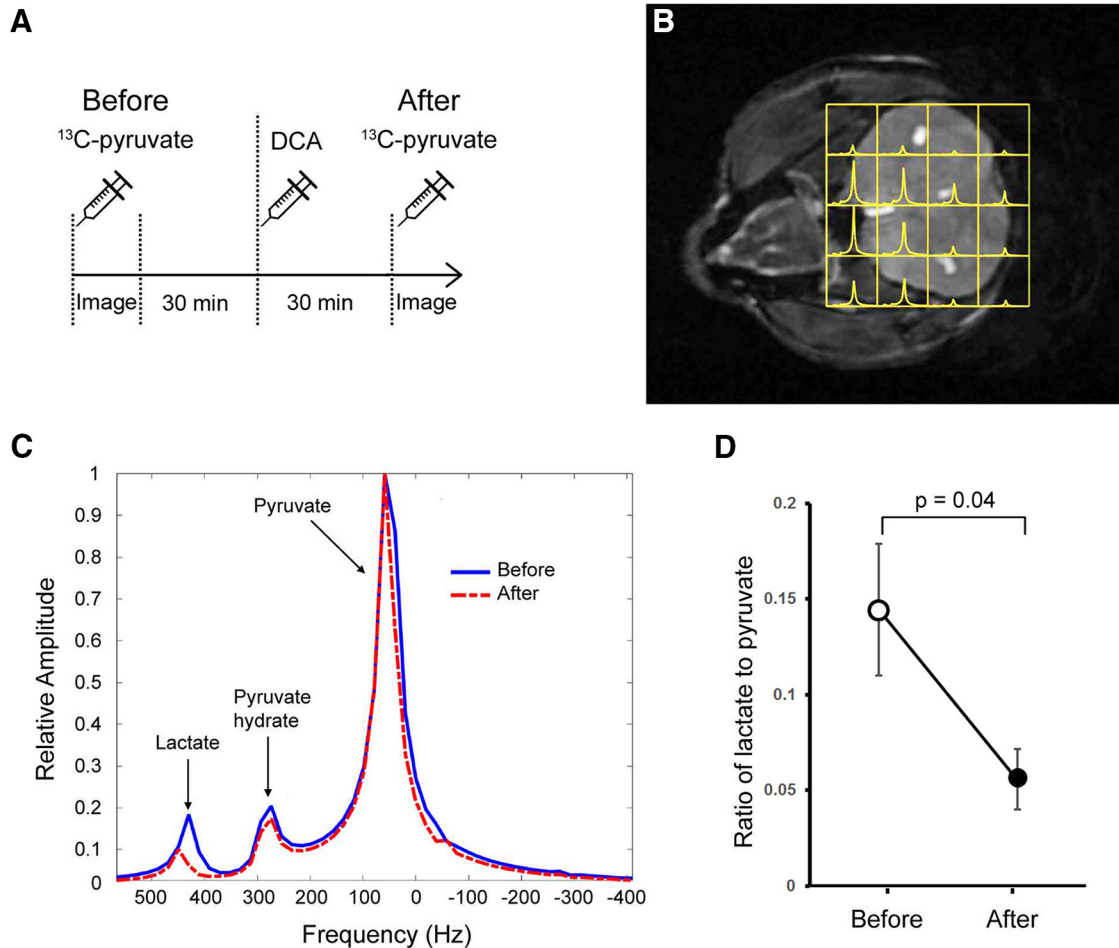 A
Before
¹³C-pyruvate
DCA
After
¹³C-pyruvate
Image
30 min
30 min
Image
B
C
Relative Amplitude
1
0.9
0.8
0.7
0.6
0.5
0.4
0.3
0.2
0.1
0
Pyruvate
Before
After
Pyruvate
hydrate
Lactate
500 400 300 200 100 0 -100 -200 -300 -400
Frequency (Hz)
D
p = 0.04
Ratio of lactate to pyruvate
0.2
0.15
0.1
0.05
0
Before After